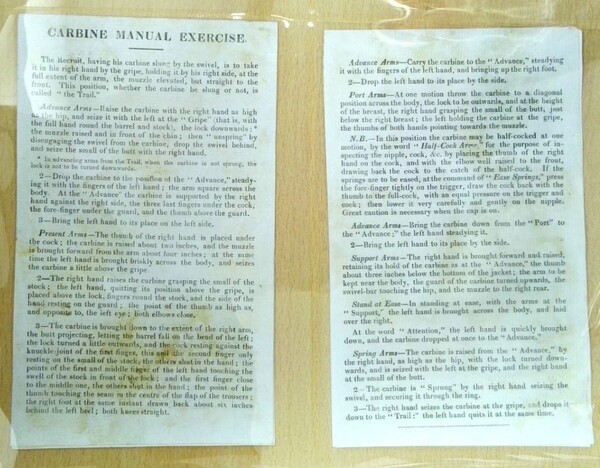 CARBINE MANUAL EXERCISE.
The Recruit, having his carbine slung by the swivel, is to take
it in his right hand by the gripe, holding it by his right side, at the
full extent of the arm, the muzzle elevated, but straight to the
front. This position, whether the carbine be slung or not, is
called "the Trail."
Advance Arms—Raise the carbine with the right hand as high
as the hip, and seize it with the left at the "Gripe" (that is, with
the full hand round the barrel and stock), the lock downwards;
the muzzle raised and in front of the chin; then "unspring" by
disengaging the swivel from the carbine, drop the swivel behind,
and seize the small of the butt with the right hand.
* In advancing arms from the Trail, when the carbine is not sprung, the
lock is not to be turned downwards.
2—Drop the carbine to the position of the "Advance," steady-
ing it with the fingers of the left hand; the arm square across the
body. At the "Advance" the carbine is supported by the right
hand against the right side, the three last fingers under the cock,
the fore-finger under the guard, and the thumb above the guard.
3—Bring the left hand to its place on the left side.
Present Arms—The thumb of the right hand is placed under
the cock; the carbine is raised about two inches, and the muzzle
is brought forward from the arm about four inches; at the same
time the left hand is brought briskly across the body, and seizes
the carbine a little above the gripe.
2—The right hand raises the carbine grasping the small of the
stock; the left hand, quitting its position above the gripe, is
placed above the lock, fingers round the stock, and the side of the
hand resting on the guard; the point of the thumb as high as,
and opposite to, the left eye; both elbows close.
3—The carbine is brought down to the extent of the right arm,
the butt projecting, letting the barrel fall on the bend of the left;
the lock turned a little outwards, and the cock resting against the
knuckle joint of the first finger, this and the second finger only
resting on the small of the stock, the others shut in the hand; the
points of the first and middle finger of the left hand touching the
swell of the stock in front of the lock; and the first finger close
to the middle one, the others shut in the hand; the point of the
thumb touching the seam in the centre of the flap of the trousers;
the right foot at the same instant drawn back about six inches
behind the left heel; both knees straight.
Advance Arms—Carry the carbine to the "Advance," steadying
it with the fingers of the left hand, and bringing up the right foot.
2—Drop the left hand to its place by the side.
Port Arms—At one motion throw the carbine to a diagonal
position across the body, the lock to be outwards, and at the height
of the breast, the right hand grasping the small of the butt, just
below the right breast; the left holding the carbine at the gripe,
the thumbs of both hands pointing towards the muzzle.
N.B.—In this position the carbine may be half-cocked at one
motion, by the word "Half-Cock Arms," for the purpose of in-
specting the nipple, cock, &c. by placing the thumb of the right
hand on the cock, and with the elbow well raised to the front,
drawing back the cock to the catch of the half-cock. If the
springs are to be eased, at the command of "Ease Springs," press
the fore-finger tightly on the trigger, draw the cock back with the
thumb to the full-cock, with an equal pressure on the trigger and
cock; then lower it very carefully and gently on the nipple.
Great caution is necessary when the cap is on.
Advance Arms—Bring the carbine down from the "Port" to
the "Advance;" the left hand steadying it.
2—Bring the left hand to its place by the side.
Support Arms—The right hand is brought forward and raised,
retaining its hold of the carbine as at the "Advance," the thumb
about three inches below the bottom of the jacket; the arm to be
kept near the body, the guard of the carbine turned upwards, the
swivel-bar touching the hip, and the muzzle to the right rear.
Stand at Ease—In standing at ease, with the arms at the
"Support," the left hand is brought across the body, and laid
over the right.
At the word "Attention," the left hand is quickly brought
down, and the carbine dropped at once to the "Advance."
Spring Arms—The carbine is raised from the "Advance," by
the right hand, as high as the hip, with the lock turned down-
wards, and is seized with the left at the gripe, and the right hand
at the small of the butt.
2—The carbine is "Sprung" by the right hand seizing the
swivel, and securing it through the ring.
3—The right hand seizes the carbine at the gripe, and drops it
down to the "Trail;" the left hand quits it at the same time.